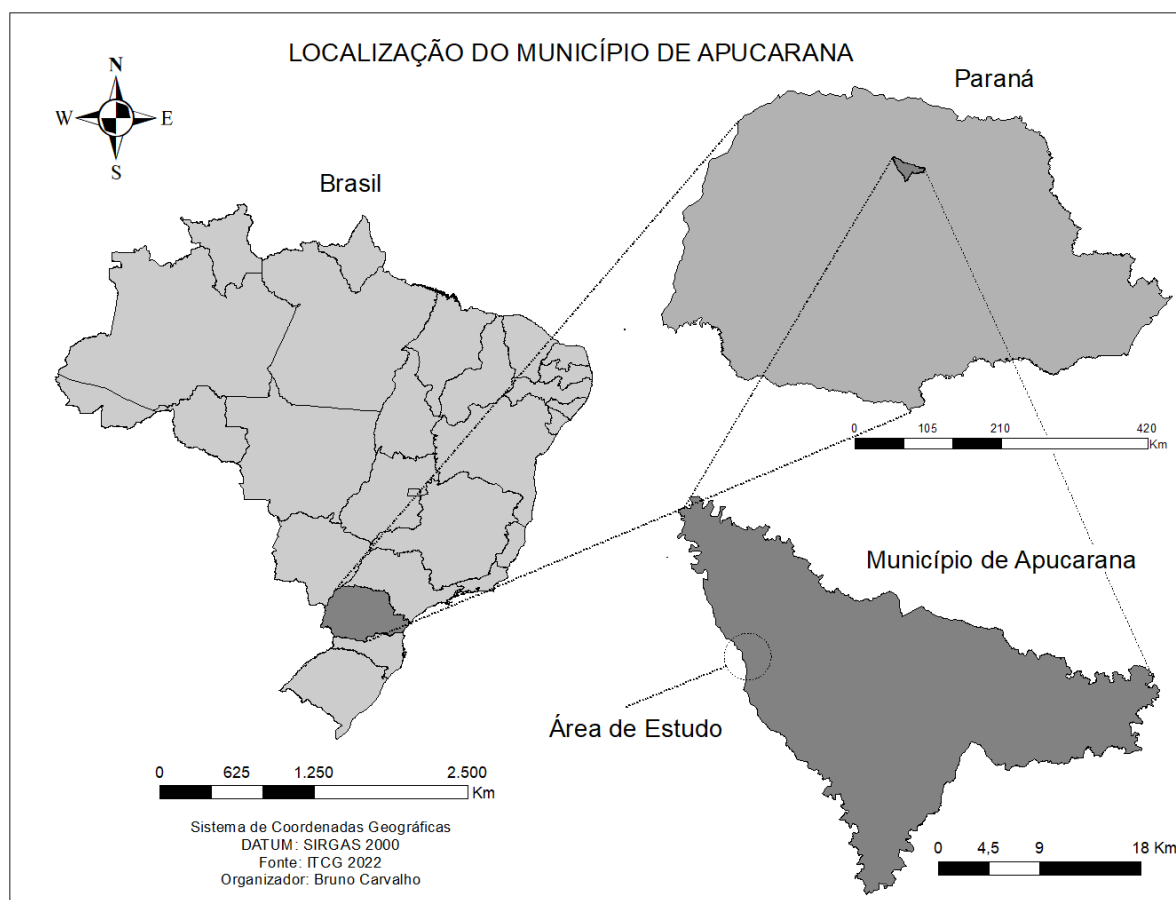 LOCALIZAÇÃO DO MUNICÍPIO DE APUCARANA
N
W E
S
Brasil
Paraná
0 105 210 420
Km
Município de Apucarana
Área de Estudo
0 625 1.250 2.500
Km
Sistema de Coordenadas Geográficas
DATUM: SIRGAS 2000
Fonte: ITCG 2022
Organizador: Bruno Carvalho
0 4,5 9 18 Km